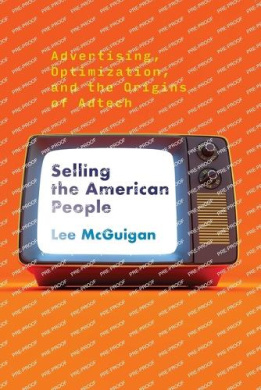 Advertising,
Optimization,
and the Origins
of Adtech
Selling
the American
People
Lee McGuigan